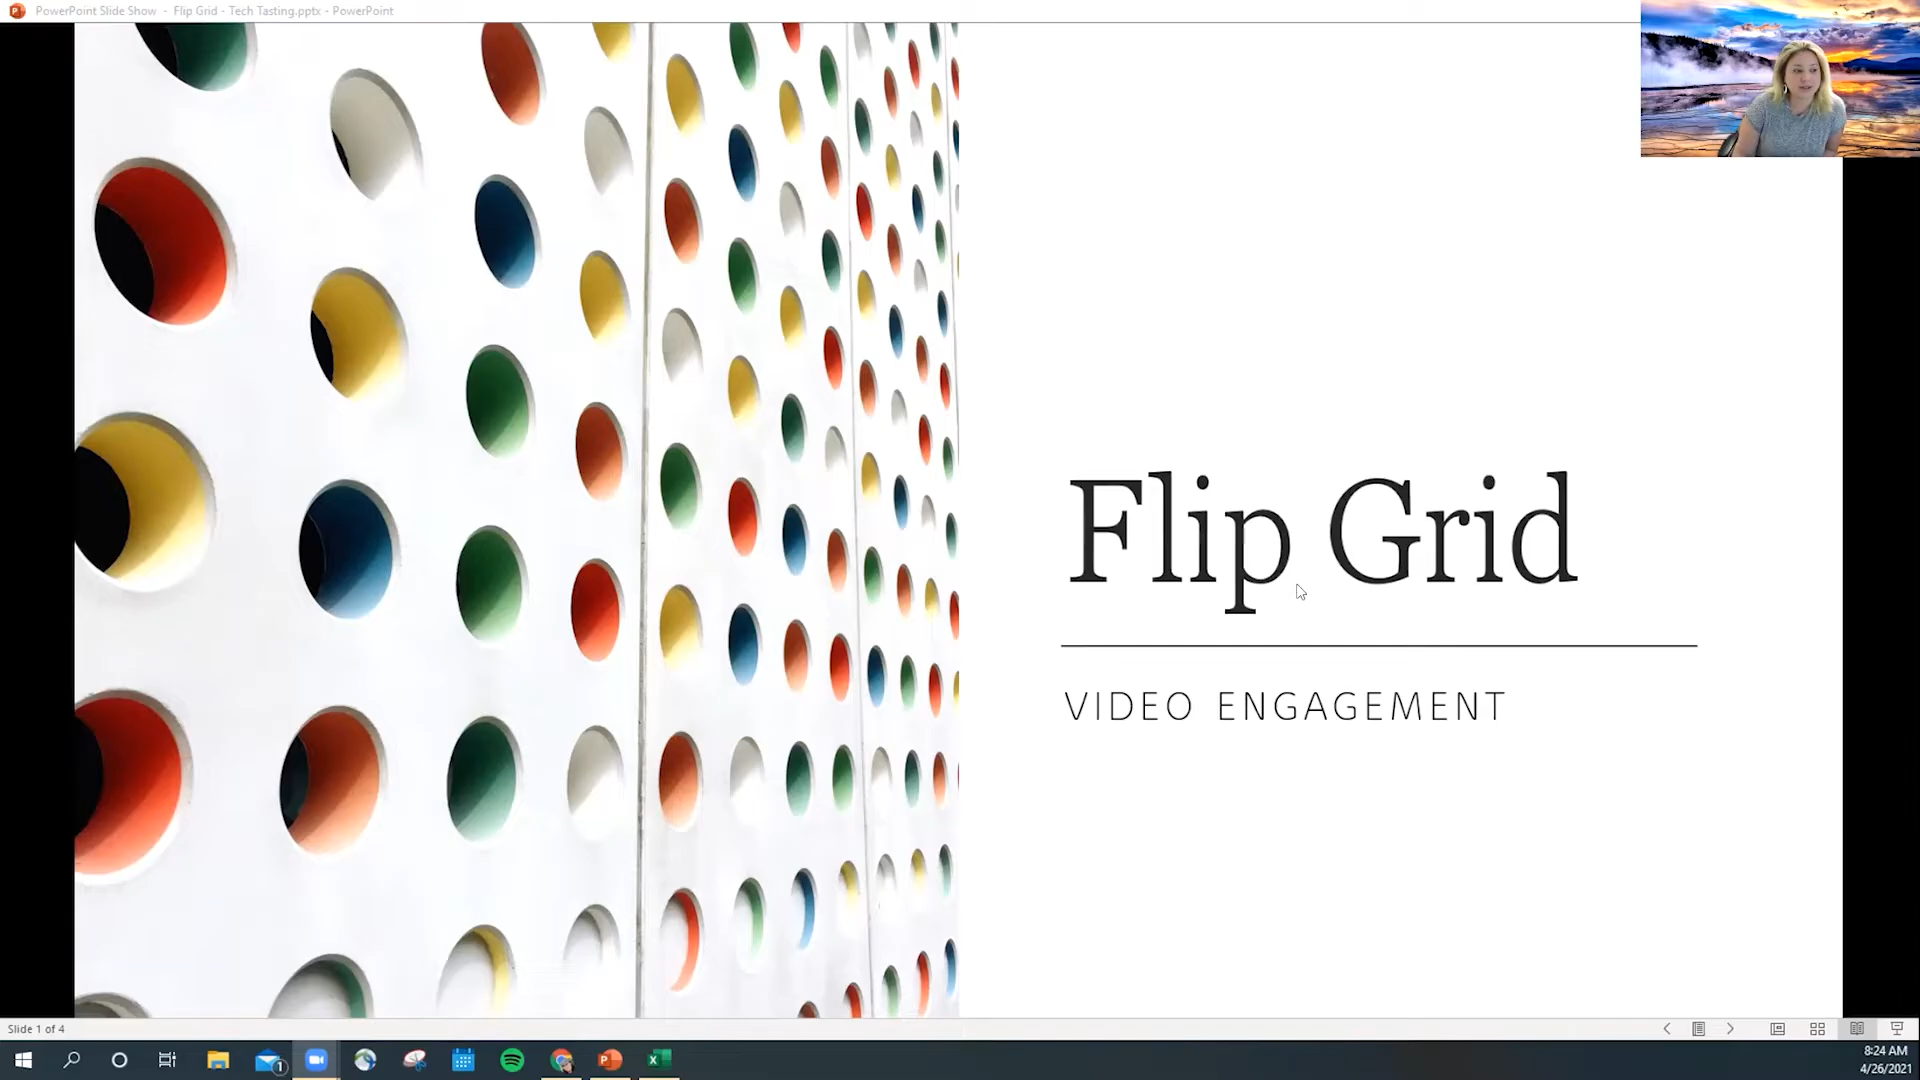 PowerPoint Slide Show - Flip Grid - Tech Tasting.pptx - PowerPoint
Flip Grid
VIDEO ENGAGEMENT
Slide 1 of 4
1
8:24 AM
4/26/2021